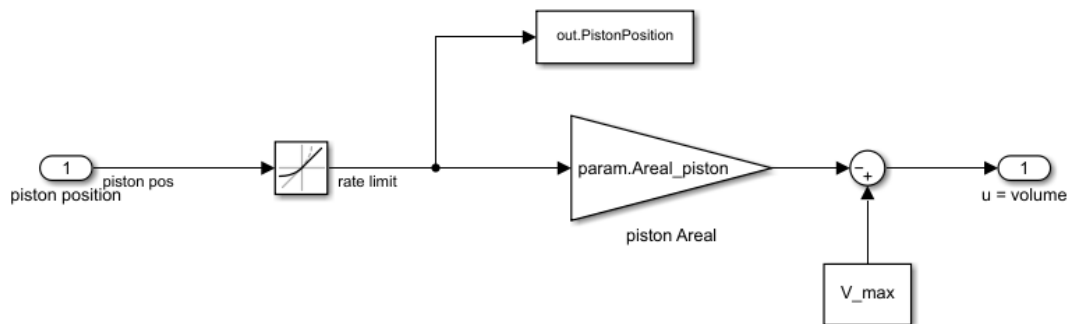 out.PistonPosition
1
piston pos
piston position
rate limit
param.Areal_piston
piston Areal
−
+
1
u = volume
V_max